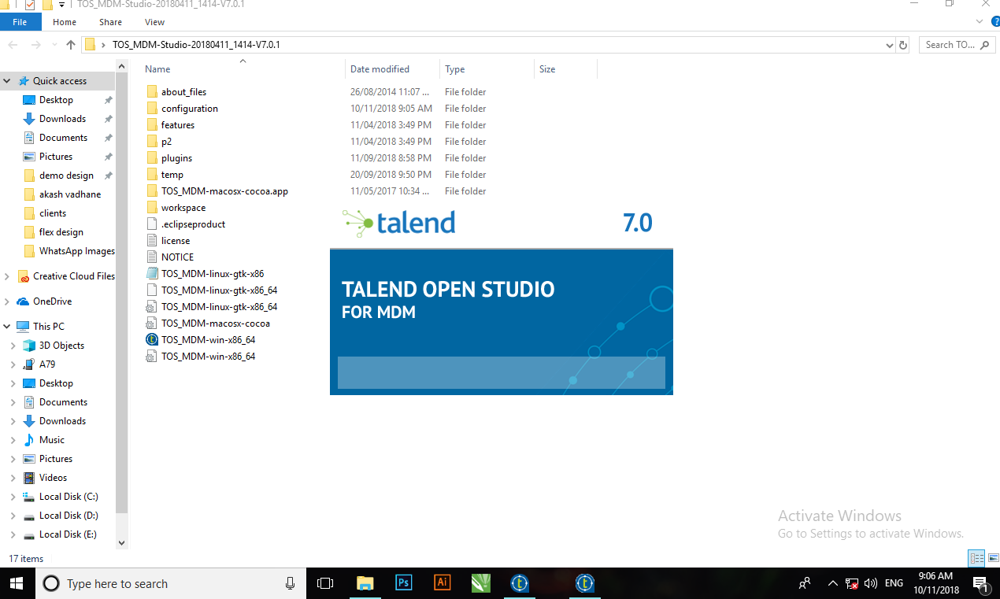 TOS_MDM-Studio-20180411_1414-V7.0.1
File Home Share View
TOS_MDM-Studio-20180411_1414-V7.0.1 Search TO...
Name Date modified Type Size
Quick access
Desktop
Downloads
Documents
Pictures
demo design
akash vadhane
clients
flex design
WhatsApp Images
Creative Cloud Files
OneDrive
This PC
3D Objects
A79
Desktop
Documents
Downloads
Music
Pictures
Videos
Local Disk (C:)
Local Disk (D:)
Local Disk (E:)
about_files 26/08/2014 11:07 ... File folder
configuration 10/11/2018 9:05 AM File folder
features 11/04/2018 3:49 PM File folder
p2 11/04/2018 3:49 PM File folder
plugins 11/09/2018 8:58 PM File folder
temp 20/09/2018 9:50 PM File folder
TOS_MDM-macosx-cocoa.app 11/05/2017 10:34 ... File folder
workspace
.eclipseproduct
license
NOTICE
TOS_MDM-linux-gtk-x86
TOS_MDM-linux-gtk-x86_64
TOS_MDM-linux-gtk-x86_64
TOS_MDM-macosx-cocoa
TOS_MDM-win-x86_64
TOS_MDM-win-x86_64
talend 7.0
TALEND OPEN STUDIO
FOR MDM
Activate Windows
Go to Settings to activate Windows.
17 items
Type here to search
Ps
Ai
ENG
9:06 AM
10/11/2018
1